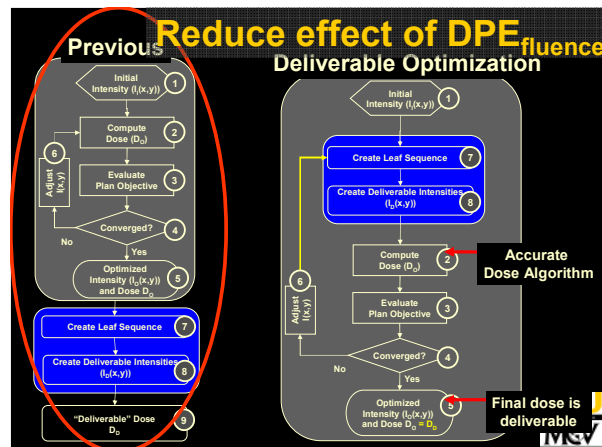 Reduce effect of DPEfluence
Previous
Initial
Intensity (Ii(x,y))
1
Compute
Dose (DO)
2
6
Adjust
I(x,y)
Evaluate
Plan Objective
3
Converged?
4
No
Yes
Optimized
Intensity (IO(x,y))
and Dose DO
5
Create Leaf Sequence
7
Create Deliverable Intensities
(ID(x,y))
8
"Deliverable" Dose
DD
9
Deliverable Optimization
Initial
Intensity (Ii(x,y))
1
Create Leaf Sequence
7
Create Deliverable Intensities
(ID(x,y))
8
Compute
Dose (DO)
2
Accurate
Dose Algorithm
6
Adjust
I(x,y)
Evaluate
Plan Objective
3
Converged?
4
No
Yes
Optimized
Intensity (IO(x,y))
and Dose DO = DD
5
Final dose is
deliverable